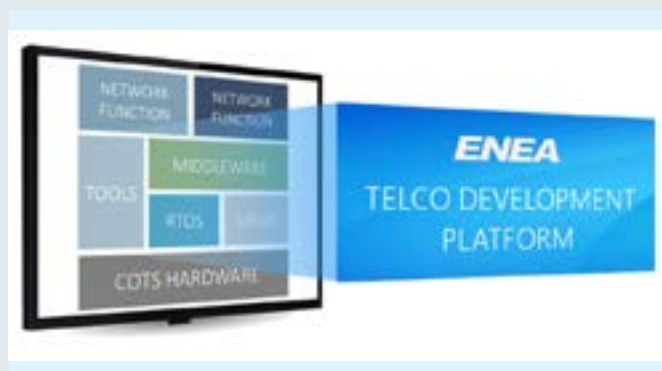 NETWORK
FUNCTION
NETWORK
FUNCTION
TOOLS
MIDDLEWARE
RTOS
COTS HARDWARE
ENEA
TELCO DEVELOPMENT
PLATFORM